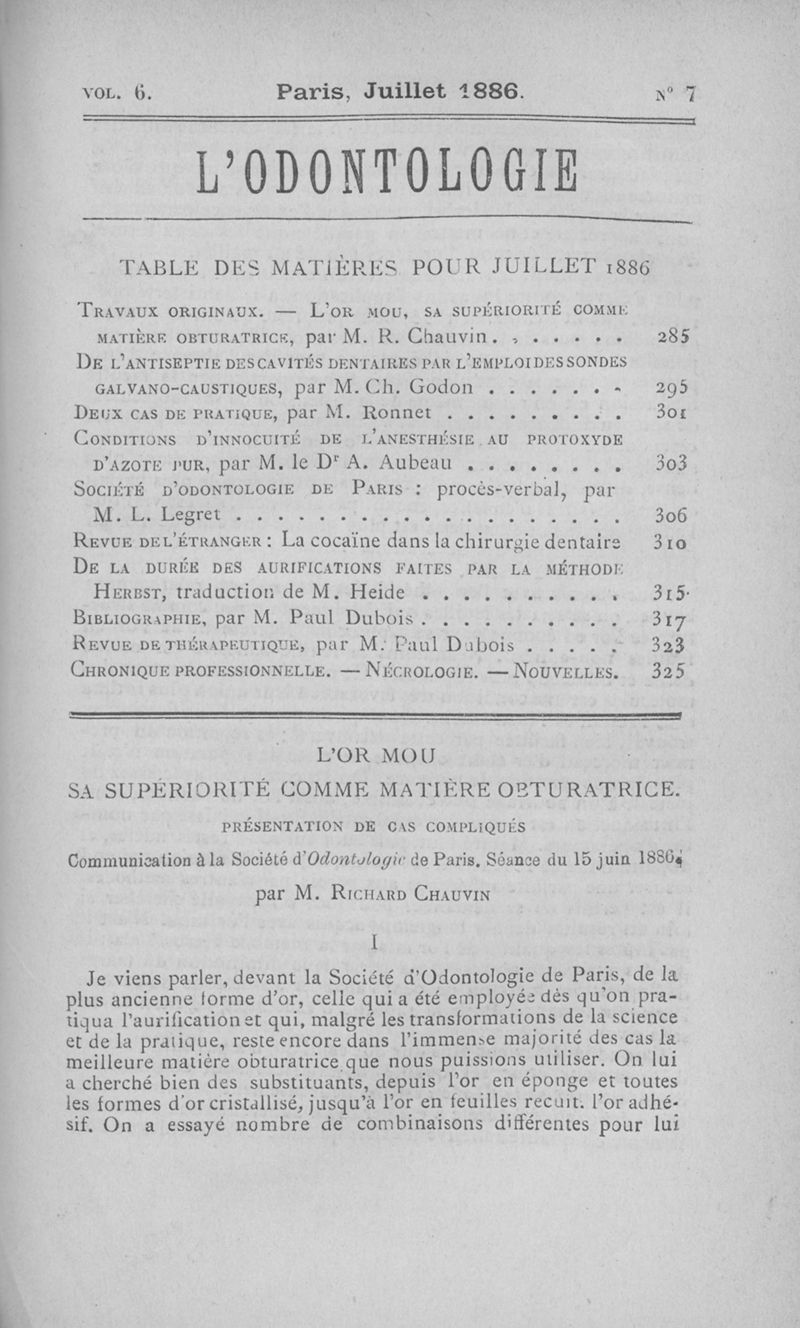 VOL. 6. Paris, Juillet 1886. N° 7
L'ODONTOLOGIE
TABLE DES MATIÈRES POUR JUILLET 1886
TRAVAUX ORIGINAUX. — L'OR MOU, SA SUPÉRIORITÉ COMME
MATIÈRE OBTURATRICE, par M. R. Chauvin . . . . . . . 285
DE L'ANTISEPTIE DES CAVITÉS DENTAIRES PAR L'EMPLOI DES SONDES
GALVANO-CAUSTIQUES, par M. Ch. Godon . . . . . . . 295
DEUX CAS DE PRATIQUE, par M. Ronnet . . . . . . . . . 301
CONDITIONS D'INNOCUITÉ DE L'ANESTHÉSIE AU PROTOXYDE
D'AZOTE PUR, par M. le Dr A. Aubeau . . . . . . . . 303
SOCIÉTÉ D'ODONTOLOGIE DE PARIS : procès-verbal, par
M. L. Legret . . . . . . . . . . . . . . . . . . . 306
REVUE DE L'ÉTRANGER : La cocaïne dans la chirurgie dentaire 310
DE LA DURÉE DES AURIFICATIONS FAITES PAR LA MÉTHODE
HERBST, traduction de M. Heide . . . . . . . . . . 315
BIBLIOGRAPHIE, par M. Paul Dubois . . . . . . . . . . 317
REVUE DE THÉRAPEUTIQUE, par M. Paul Dubois . . . . . 323
CHRONIQUE PROFESSIONNELLE. — NÉCROLOGIE. — NOUVELLES. 325
L'OR MOU
SA SUPÉRIORITÉ COMME MATIÈRE OBTURATRICE.
PRÉSENTATION DE CAS COMPLIQUÉS
Communication à la Société d'Odontologie de Paris. Séance du 15 juin 1886.
par M. RICHARD CHAUVIN
I
Je viens parler, devant la Société d'Odontologie de Paris, de la
plus ancienne forme d'or, celle qui a été employée dès qu'on pra-
tiqua l'aurification et qui, malgré les transformations de la science
et de la pratique, reste encore dans l'immense majorité des cas la
meilleure matière obturatrice que nous puissions utiliser. On lui
a cherché bien des substituants, depuis l'or en éponge et toutes
les formes d'or cristallisé, jusqu'à l'or en feuilles recuit. l'or adhé-
sif. On a essayé nombre de combinaisons différentes pour lui